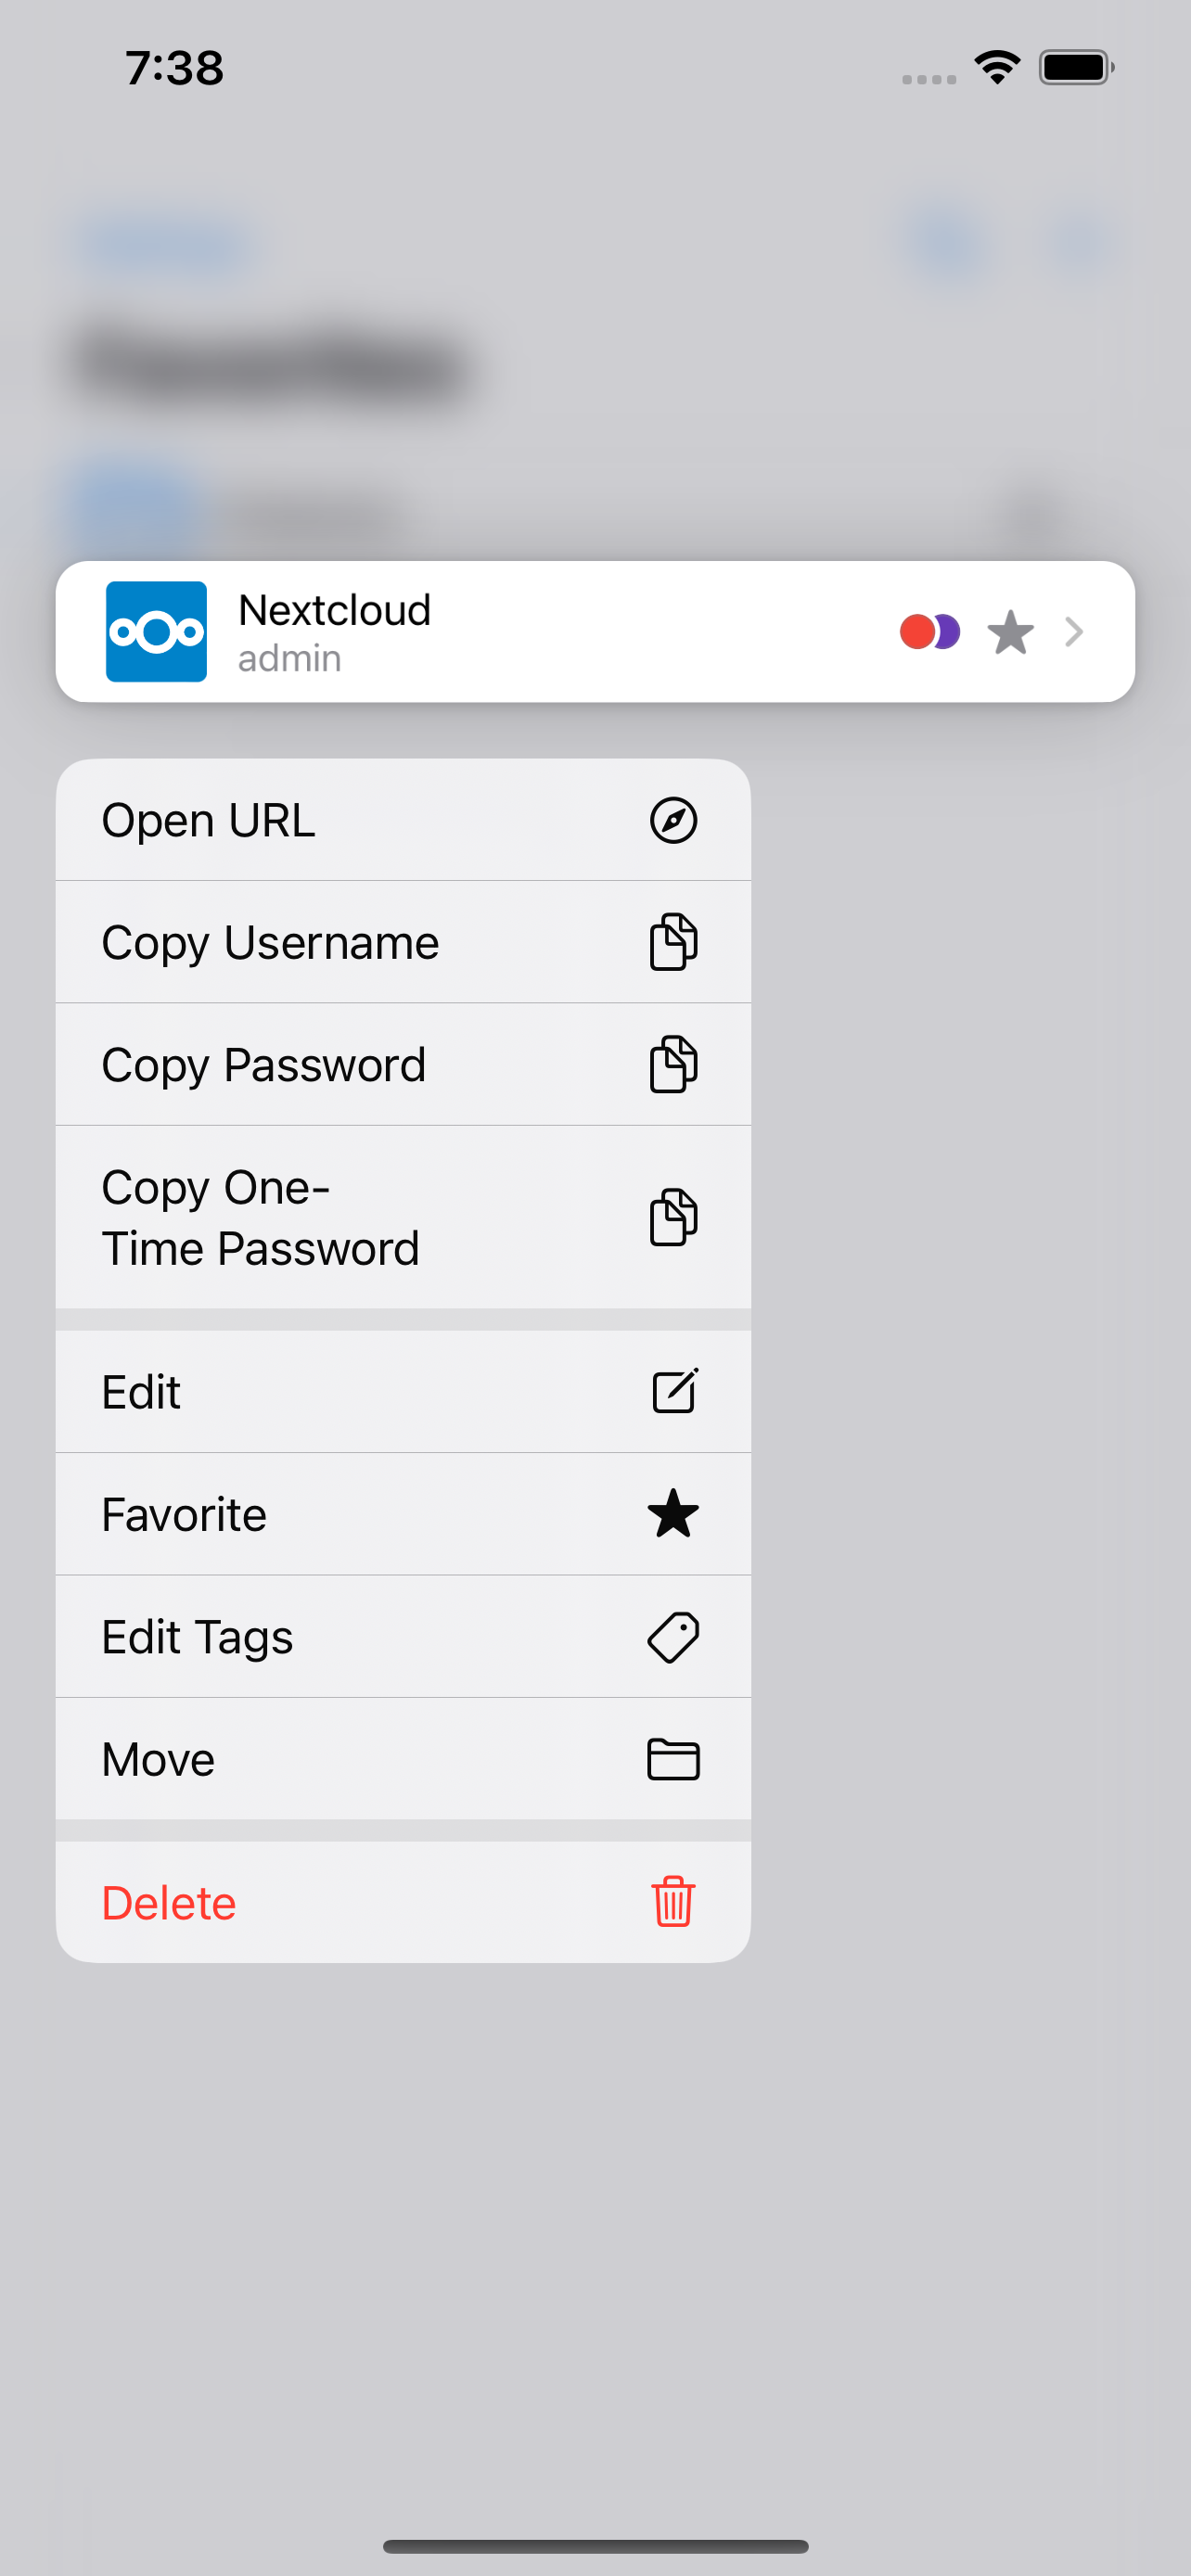 7:38
Nextcloud
admin
Open URL
Copy Username
Copy Password
Copy One-
Time Password
Edit
Favorite
Edit Tags
Move
Delete